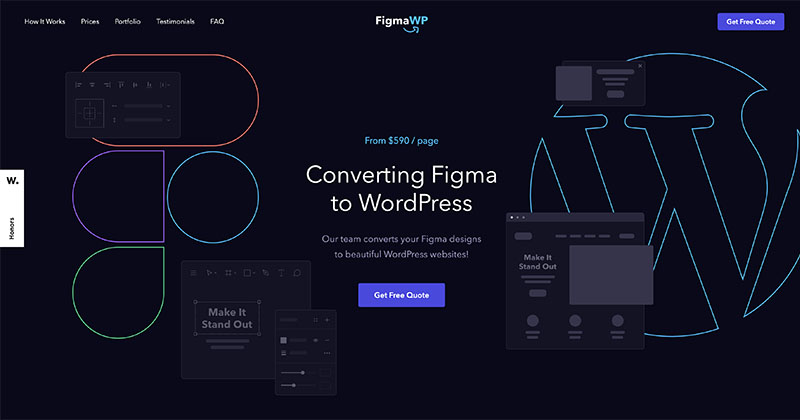 How It Works
Prices
Portfolio
Testimonials
FAQ
FigmaWP
Get Free Quote
From $590 / page
Converting Figma
to WordPress
Our team converts your Figma designs
to beautiful WordPress websites!
Get Free Quote
W.
Honors
Make It
Stand Out
Make It
Stand Out